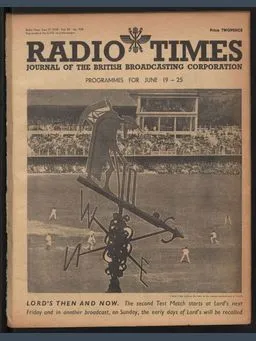 Price TWOPENCE
RADIO TIMES
JOURNAL OF THE BRITISH BROADCASTING CORPORATION
PROGRAMMES FOR JUNE 19 — 25
W S
N E
LORD'S THEN AND NOW. The second Test Match starts at Lord's next
Friday and in another broadcast, on Sunday, the early days of Lord's will be recalled